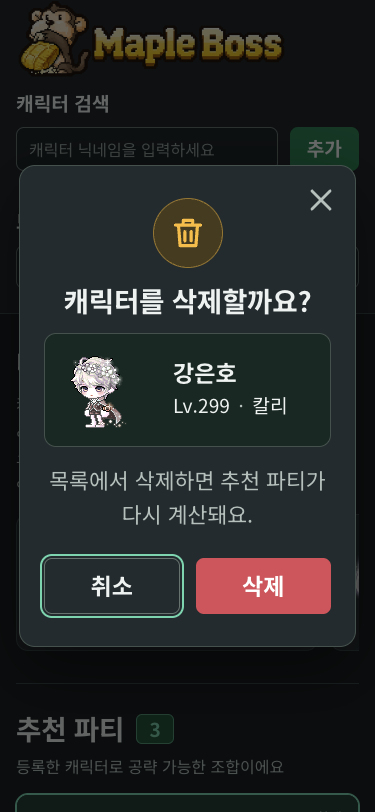 Maple Boss
캐릭터 검색
캐릭터 닉네임을 입력하세요
추가
캐릭터를 삭제할까요?
강은호
Lv.299 · 칼리
목록에서 삭제하면 추천 파티가
다시 계산돼요.
취소
삭제
추천 파티
3
등록한 캐릭터로 공략 가능한 조합이에요